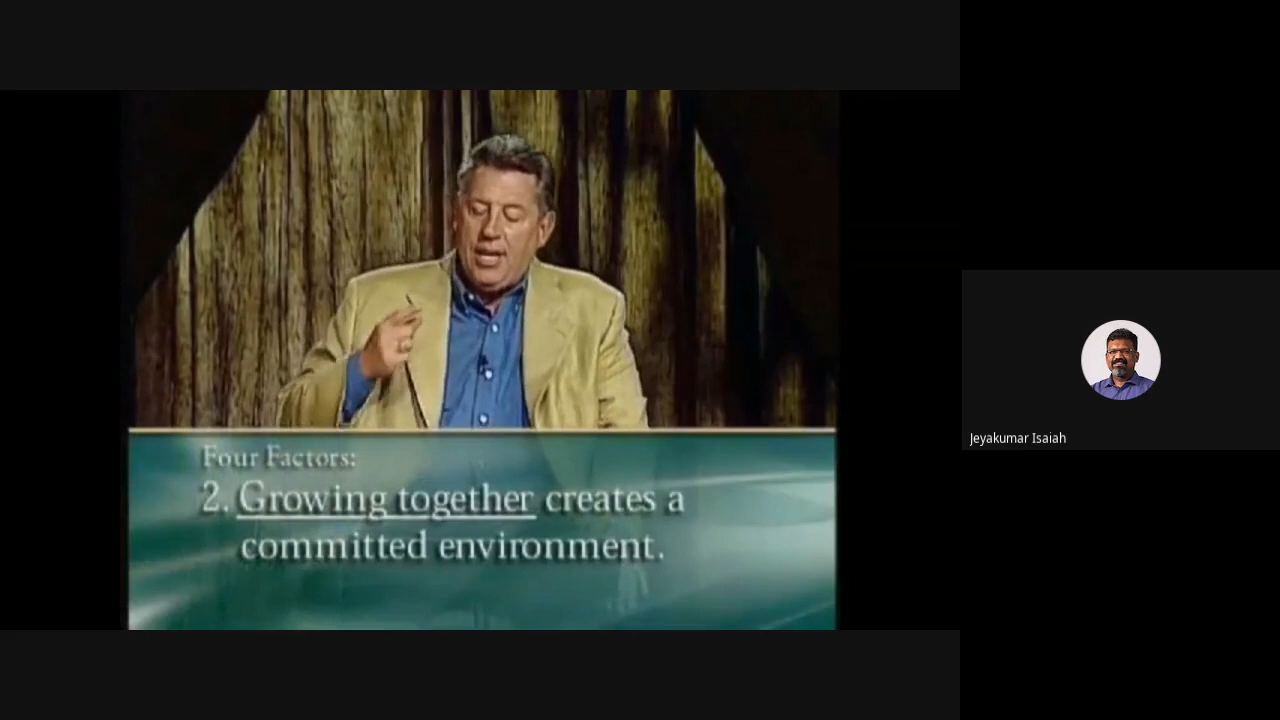 Four Factors:
2. Growing together creates a
committed environment.
Jeyakumar Isaiah